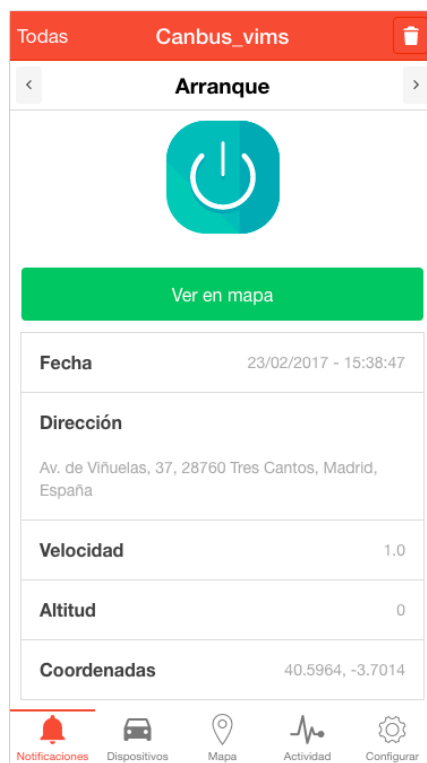 Todas Canbus_vims
Arranque
Ver en mapa
Fecha 23/02/2017 - 15:38:47
Dirección
Av. de Viñuelas, 37, 28760 Tres Cantos, Madrid,
España
Velocidad 1.0
Altitud 0
Coordenadas 40.5964, -3.7014
Notificaciones Dispositivos Mapa Actividad Configurar